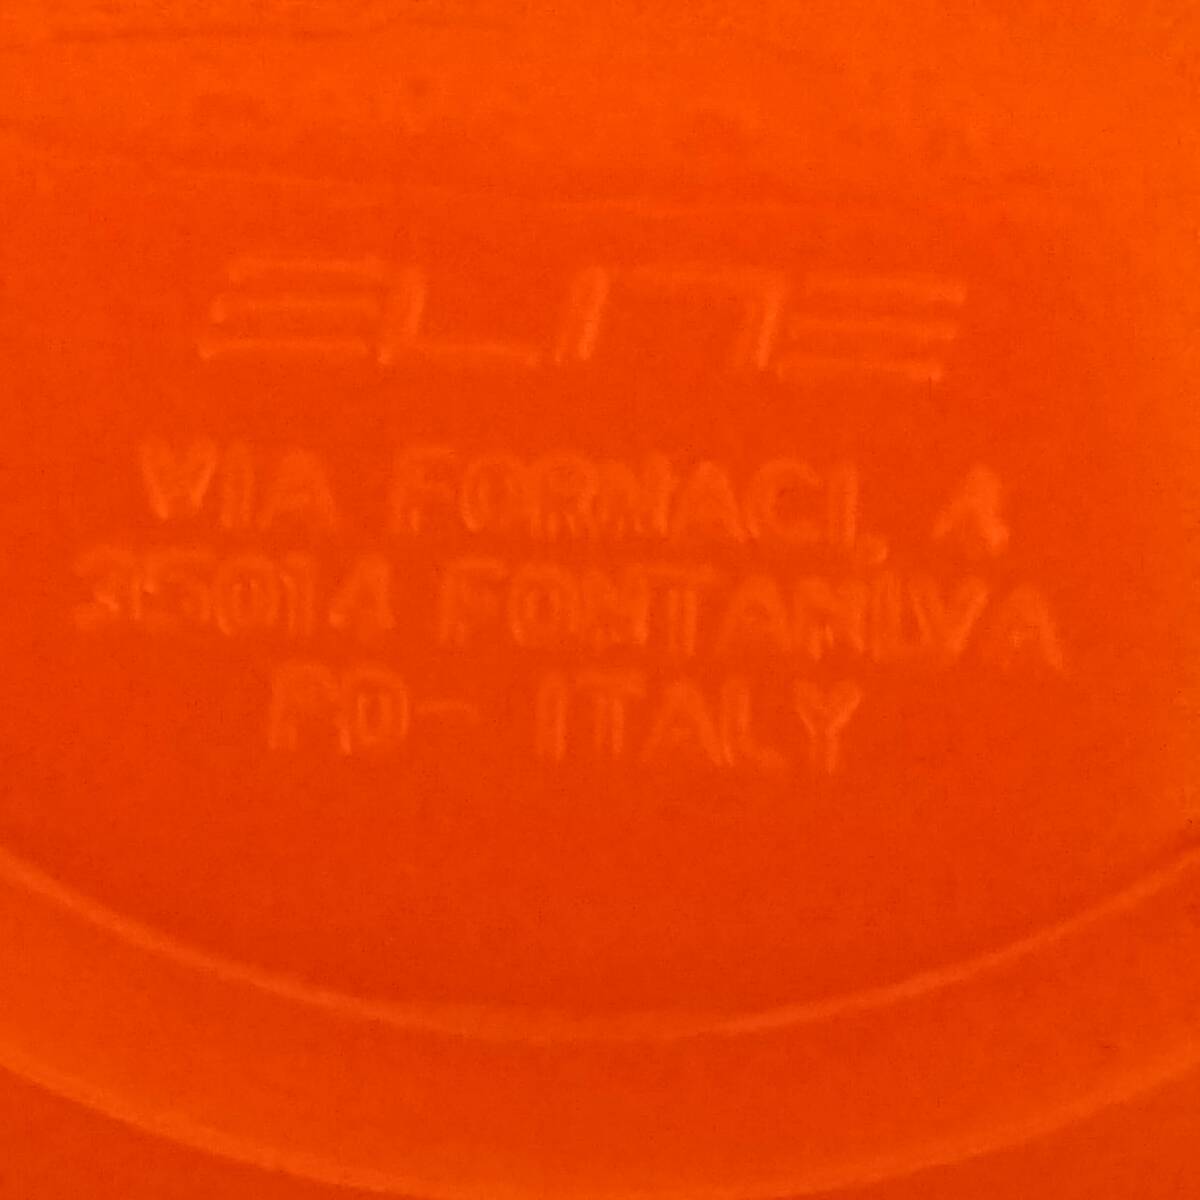 ELITE
VIA FORNACI, 4
35014 FONTANIVA
PD - ITALY